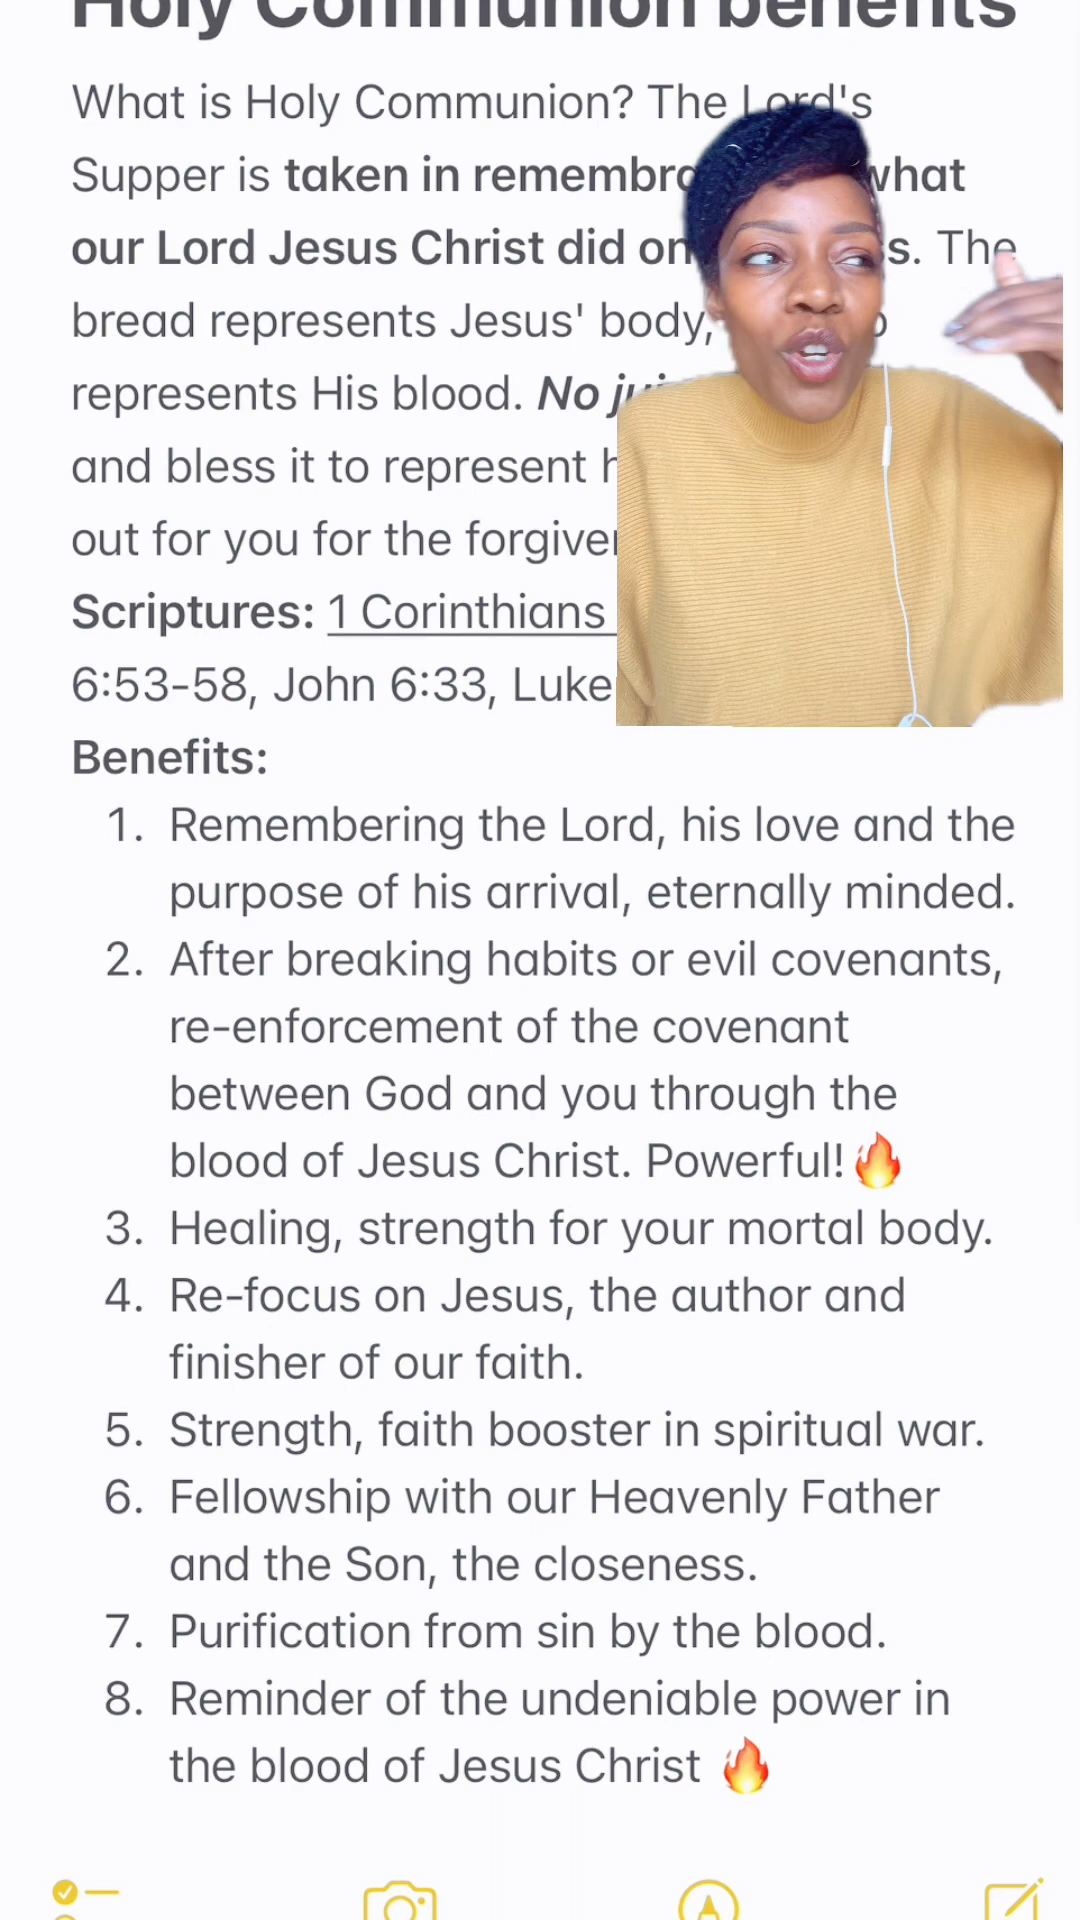 Holy Communion benefits
What is Holy Communion? The Lord's
Supper is taken in what
our Lord Jesus Christ did on The
bread represents Jesus' body,
represents His blood. No
and bless it to represent
out for you for the
Scriptures: 1 Corinthians
6:53-58, John 6:33, Luke
Benefits:
1. Remembering the Lord, his love and the
purpose of his arrival, eternally minded.
2. After breaking habits or evil covenants,
re-enforcement of the covenant
between God and you through the
blood of Jesus Christ. Powerful!🔥
3. Healing, strength for your mortal body.
4. Re-focus on Jesus, the author and
finisher of our faith.
5. Strength, faith booster in spiritual war.
6. Fellowship with our Heavenly Father
and the Son, the closeness.
7. Purification from sin by the blood.
8. Reminder of the undeniable power in
the blood of Jesus Christ 🔥